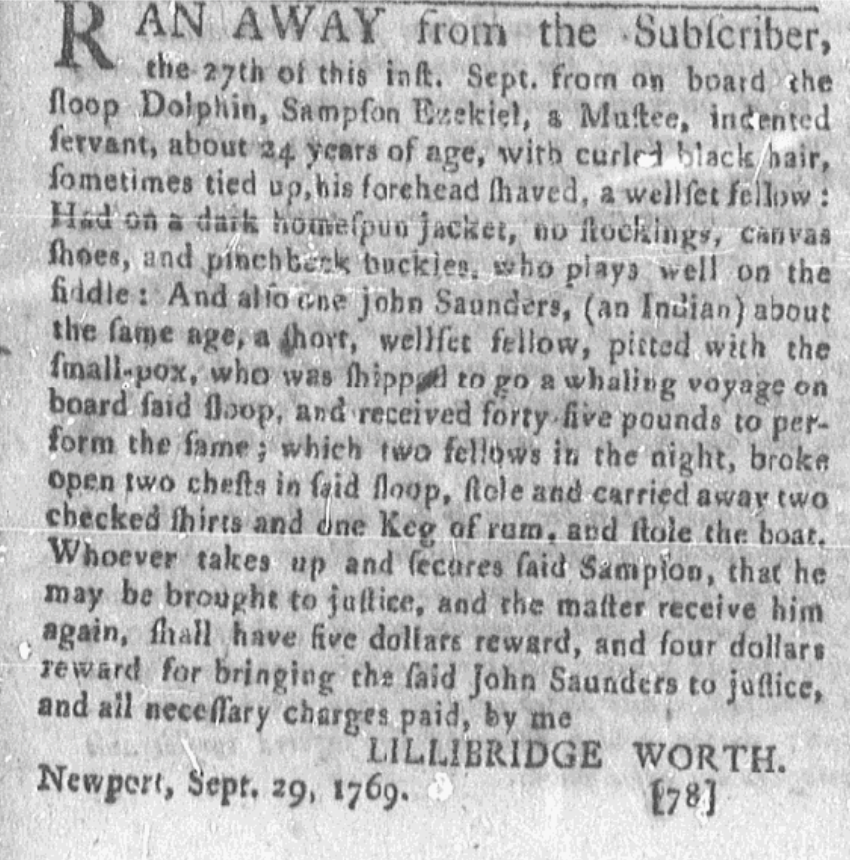 RAN AWAY from the Subſcriber,
the 27th of this inſt. Sept. from on board the
ſloop Dolphin, Sampſon Ezekiel, a Muſtee, indented
ſervant, about 24 years of age, with curled black hair,
ſometimes tied up, his forehead ſhaved, a wellſet fellow:
Had on a dark homeſpun jacket, no ſtockings, canvas
ſhoes, and pinchbeck buckles, who plays well on the
fiddle: And alſo one John Saunders, (an Indian) about
the ſame age, a ſhort, wellſet fellow, pitted with the
ſmall-pox, who was ſhipped to go a whaling voyage on
board ſaid ſloop, and received forty-five pounds to per-
form the ſame; which two fellows in the night, broke
open two cheſts in ſaid ſloop, ſtole and carried away two
checked ſhirts and one Keg of rum, and ſtole the boat.
Whoever takes up and ſecures ſaid Sampſon, that he
may be brought to juſtice, and the maſter receive him
again, ſhall have five dollars reward, and four dollars
reward for bringing the ſaid John Saunders to juſtice,
and all neceſſary charges paid, by me
LILLIBRIDGE WORTH.
Newport, Sept. 29, 1769. [78]